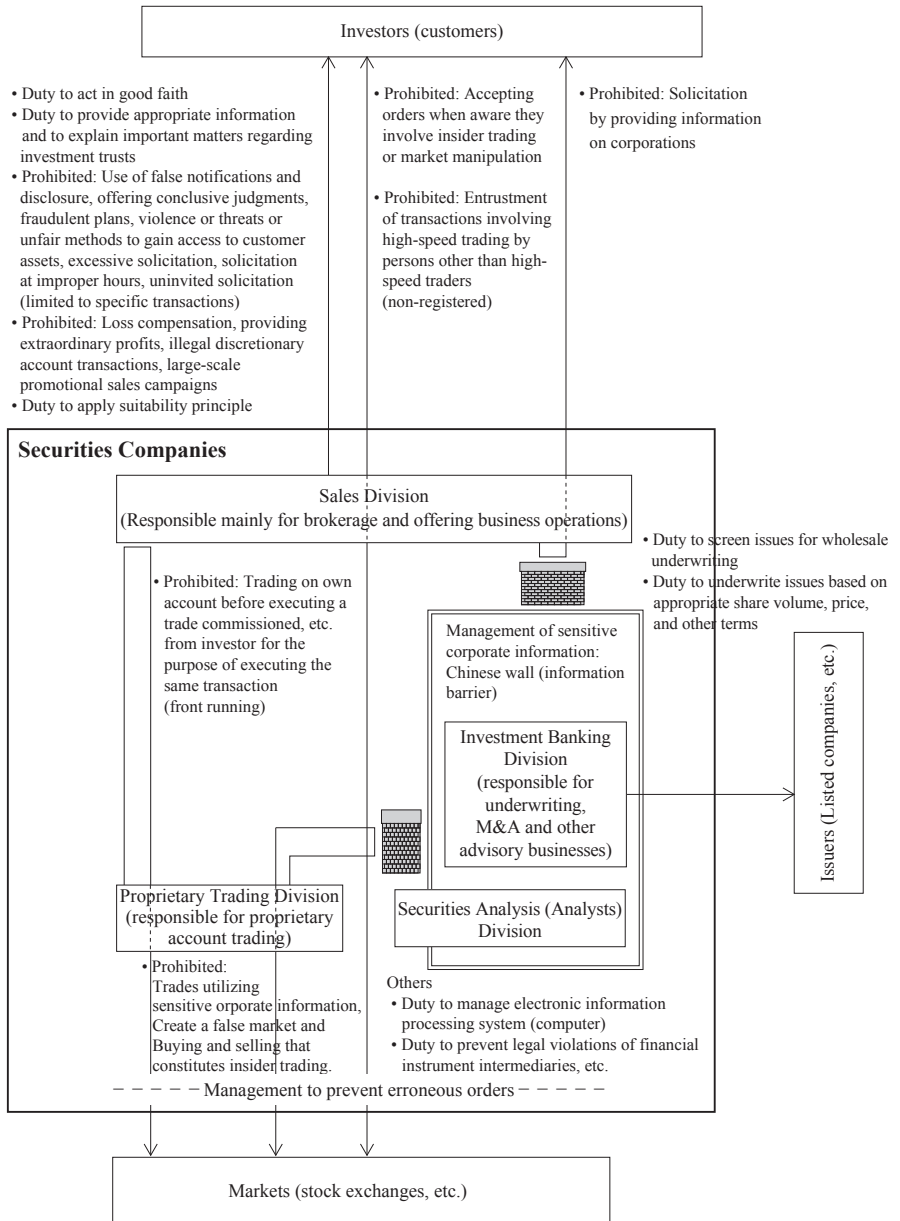 Investors (customers)
• Duty to act in good faith
• Duty to provide appropriate information
and to explain important matters regarding
investment trusts
• Prohibited: Use of false notifications and
disclosure, offering conclusive judgments,
fraudulent plans, violence or threats or
unfair methods to gain access to customer
assets, excessive solicitation, solicitation
at improper hours, uninvited solicitation
(limited to specific transactions)
• Prohibited: Loss compensation, providing
extraordinary profits, illegal discretionary
account transactions, large-scale
promotional sales campaigns
• Duty to apply suitability principle
• Prohibited: Accepting
orders when aware they
involve insider trading
or market manipulation
• Prohibited: Entrustment
of transactions involving
high-speed trading by
persons other than high-
speed traders
(non-registered)
• Prohibited: Solicitation
by providing information
on corporations
Securities Companies
Sales Division
(Responsible mainly for brokerage and offering business operations)
• Duty to screen issues for wholesale
underwriting
• Duty to underwrite issues based on
appropriate share volume, price,
and other terms
• Prohibited: Trading on own
account before executing a
trade commissioned, etc.
from investor for the
purpose of executing the
same transaction
(front running)
Management of sensitive
corporate information:
Chinese wall (information
barrier)
Investment Banking
Division
(responsible for
underwriting,
M&A and other
advisory businesses)
Issuers (Listed companies, etc.)
Proprietary Trading Division
(responsible for proprietary
account trading)
Securities Analysis (Analysts)
Division
• Prohibited:
Trades utilizing
sensitive orporate information,
Create a false market and
Buying and selling that
constitutes insider trading.
Others
• Duty to manage electronic information
processing system (computer)
• Duty to prevent legal violations of financial
instrument intermediaries, etc.
Management to prevent erroneous orders
Markets (stock exchanges, etc.)